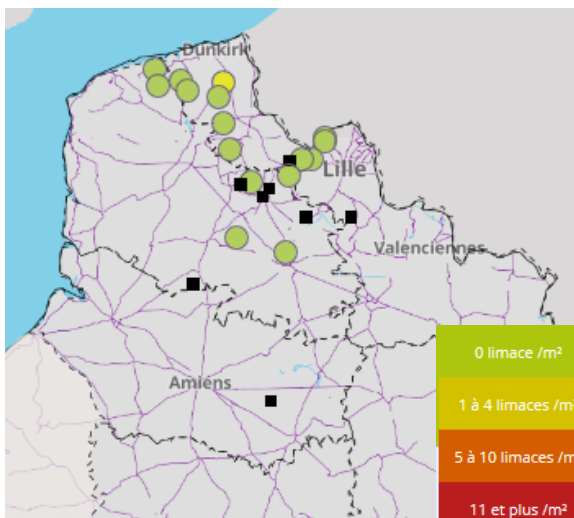 Dunkirk
Lille
Valenciennes
Amiens
0 limace /m²
1 à 4 limaces /m
5 à 10 limaces /m
11 et plus /m²